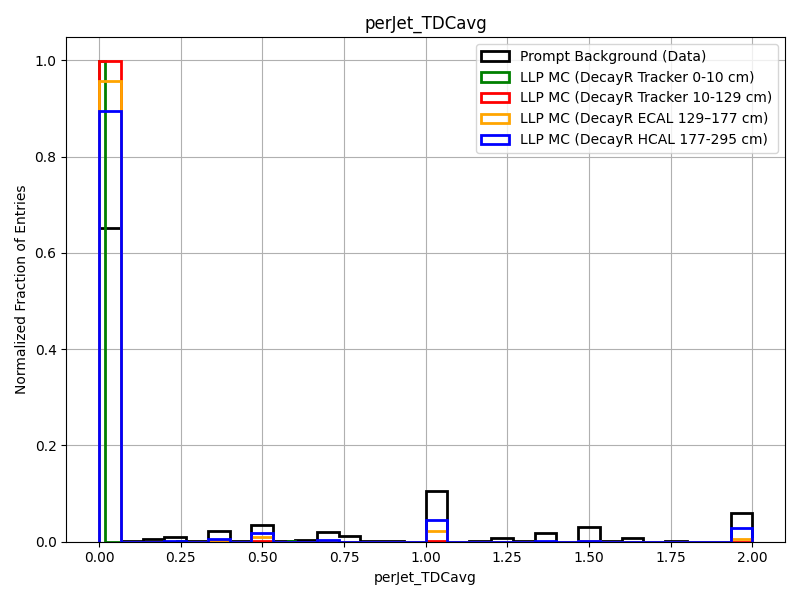 perJet_TDCavg
Prompt Background (Data)
LLP MC (DecayR Tracker 0-10 cm)
LLP MC (DecayR Tracker 10-129 cm)
LLP MC (DecayR ECAL 129–177 cm)
LLP MC (DecayR HCAL 177-295 cm)
Normalized Fraction of Entries
1.0
0.8
0.6
0.4
0.2
0.0
0.00 0.25 0.50 0.75 1.00 1.25 1.50 1.75 2.00
perJet_TDCavg